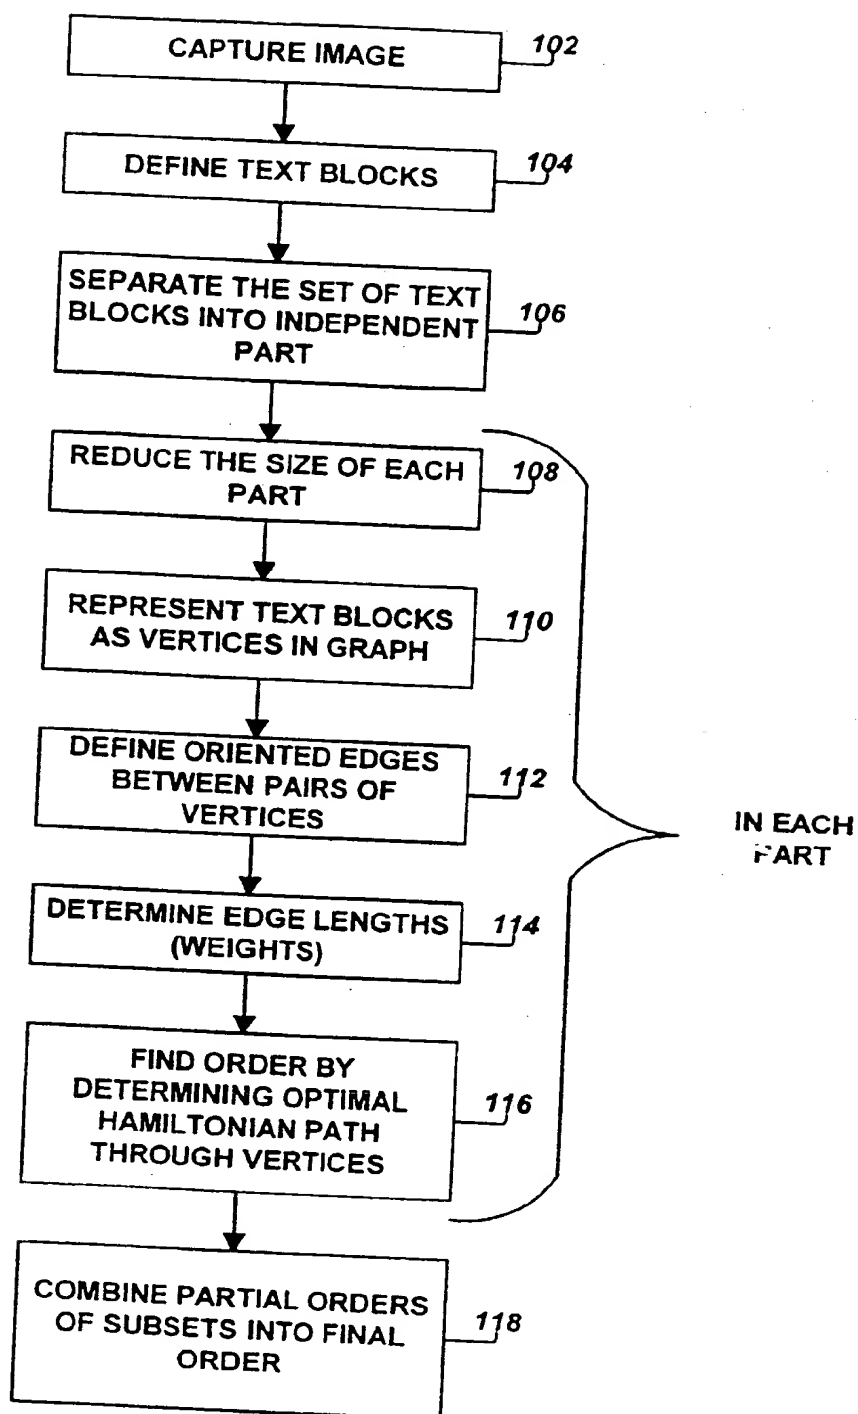 CAPTURE IMAGE
102
DEFINE TEXT BLOCKS
104
SEPARATE THE SET OF TEXT
BLOCKS INTO INDEPENDENT
PART
106
REDUCE THE SIZE OF EACH
PART
108
REPRESENT TEXT BLOCKS
AS VERTICES IN GRAPH
110
DEFINE ORIENTED EDGES
BETWEEN PAIRS OF
VERTICES
112
DETERMINE EDGE LENGTHS
(WEIGHTS)
114
FIND ORDER BY
DETERMINING OPTIMAL
HAMILTONIAN PATH
THROUGH VERTICES
116
IN EACH
PART
COMBINE PARTIAL ORDERS
OF SUBSETS INTO FINAL
ORDER
118